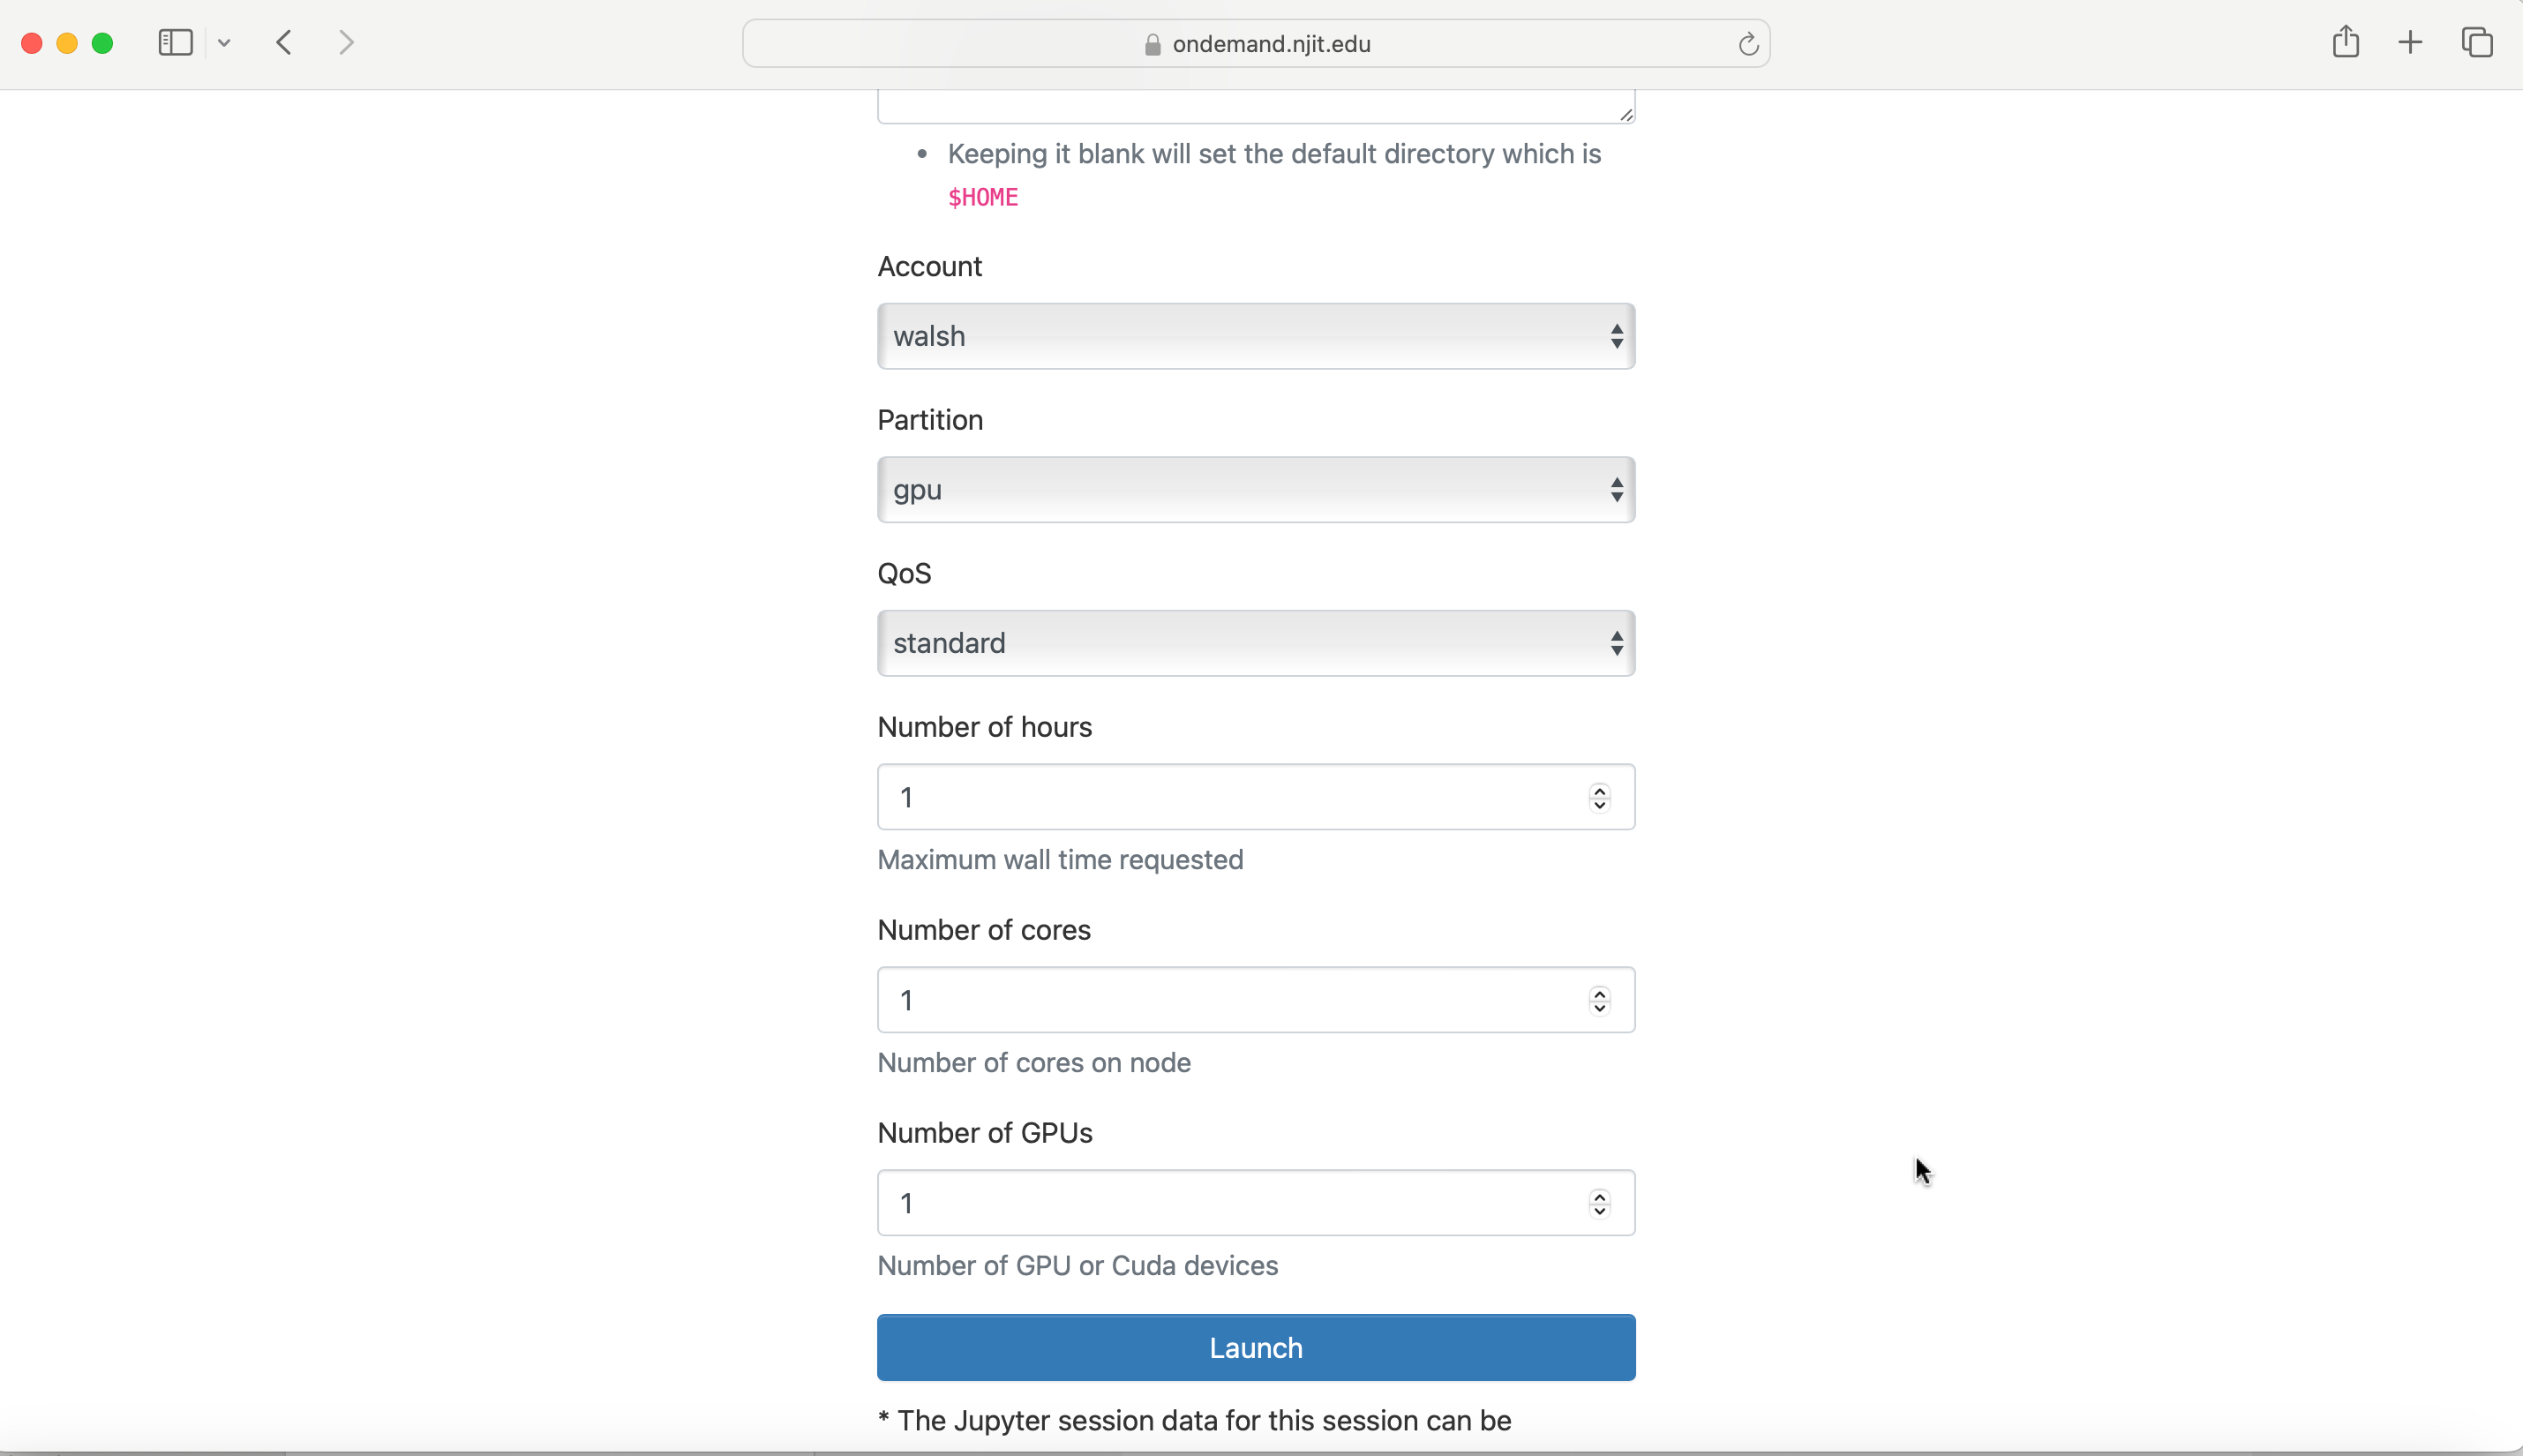 ondemand.njit.edu
• Keeping it blank will set the default directory which is
$HOME
Account
walsh
Partition
gpu
QoS
standard
Number of hours
1
Maximum wall time requested
Number of cores
1
Number of cores on node
Number of GPUs
1
Number of GPU or Cuda devices
Launch
* The Jupyter session data for this session can be